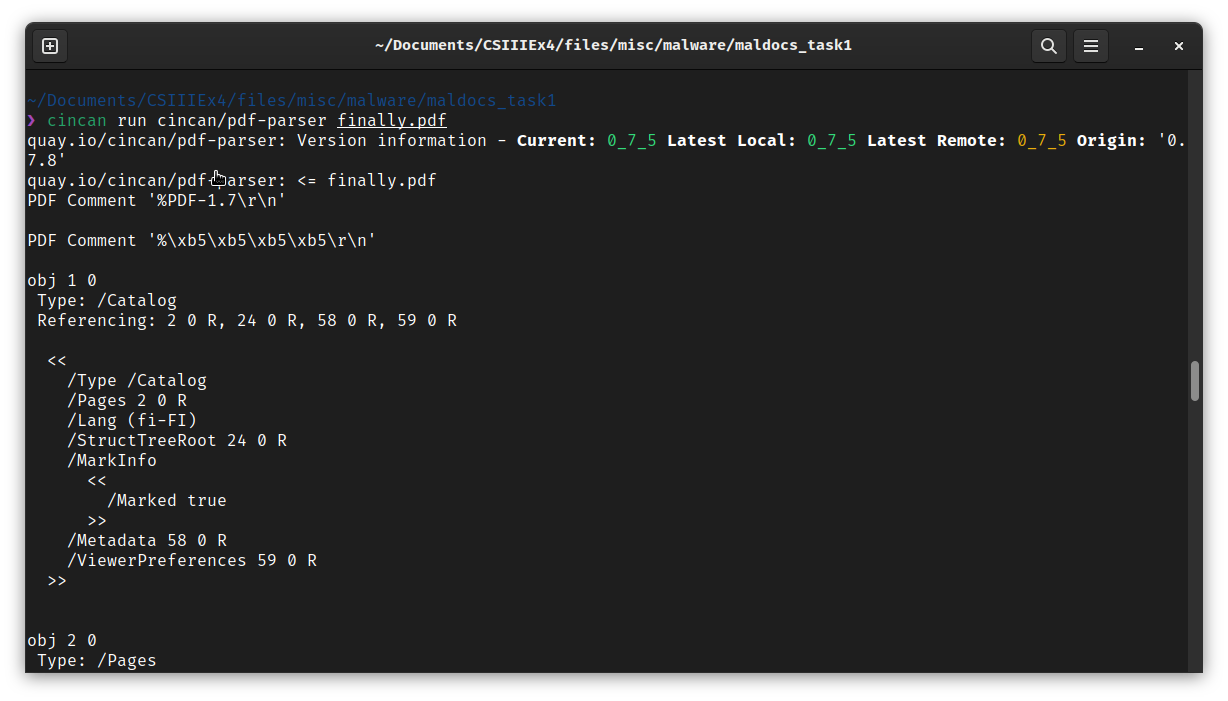 ~/Documents/CSIIIEx4/files/misc/malware/maldocs_task1
~/Documents/CSIIIEx4/files/misc/malware/maldocs_task1
❯ cincan run cincan/pdf-parser finally.pdf
quay.io/cincan/pdf-parser: Version information - Current: 0_7_5 Latest Local: 0_7_5 Latest Remote: 0_7_5 Origin: '0.
7.8'
quay.io/cincan/pdf-parser: <= finally.pdf
PDF Comment '%PDF-1.7\r\n'
PDF Comment '%\xb5\xb5\xb5\xb5\r\n'
obj 1 0
Type: /Catalog
Referencing: 2 0 R, 24 0 R, 58 0 R, 59 0 R
<<
/Type /Catalog
/Pages 2 0 R
/Lang (fi-FI)
/StructTreeRoot 24 0 R
/MarkInfo
<<
/Marked true
>>
/Metadata 58 0 R
/ViewerPreferences 59 0 R
>>
obj 2 0
Type: /Pages